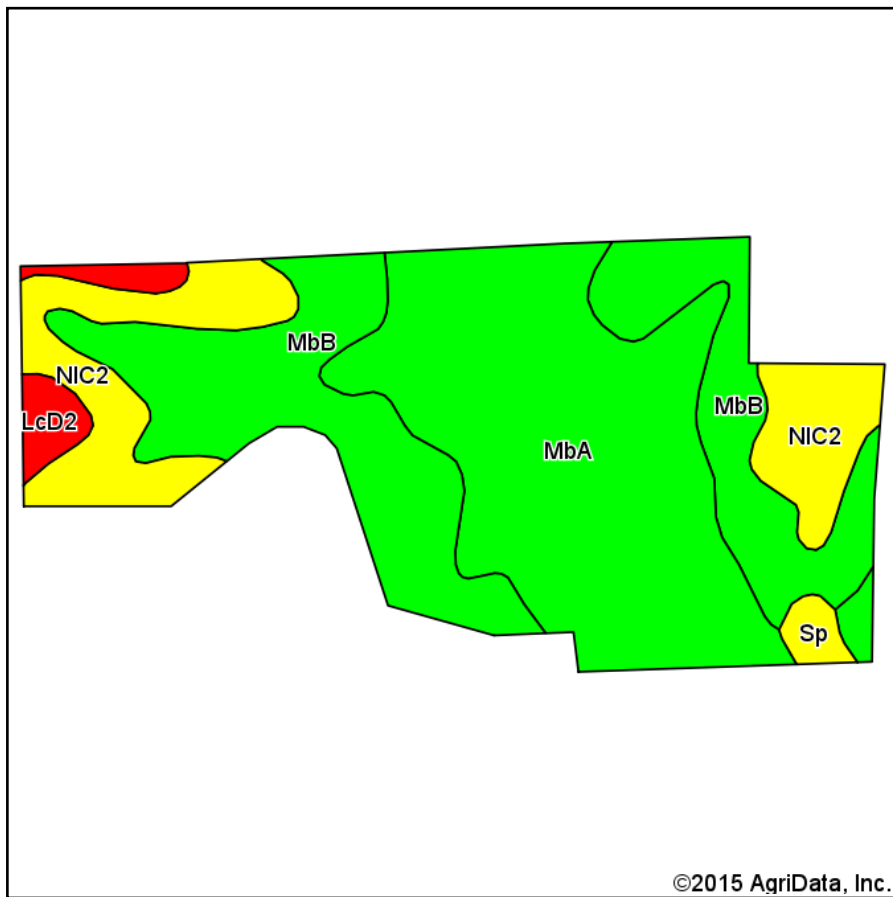 MbB
NIC2
LcD2
MbB
NIC2
MbA
Sp
©2015 AgriData, Inc.